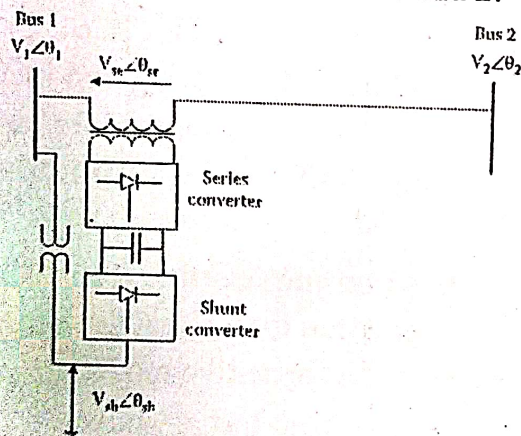 Bus 1
V₁∠θ₁
Bus 2
V₂∠θ₂
Vse∠θse
Series
converter
Shunt
converter
Vsh∠θsh